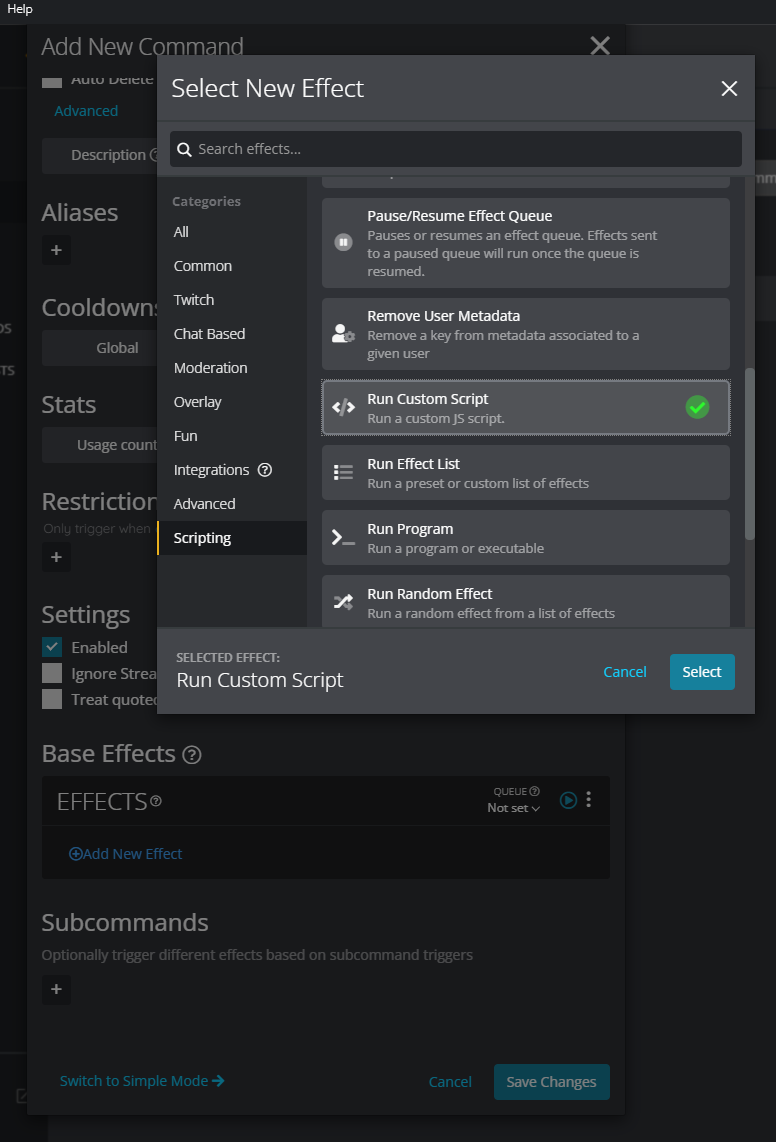 Help
Add New Command
Auto Delete
Advanced
Description
Aliases
+
Cooldowns
Global
Stats
Usage count
Restriction
Only trigger when
+
Settings
Enabled
Ignore Strea
Treat quoted
Select New Effect
Search effects...
Categories
All
Common
Twitch
Chat Based
Moderation
Overlay
Fun
Integrations
Advanced
Scripting
Pause/Resume Effect Queue
Pauses or resumes an effect queue. Effects sent
to a paused queue will run once the queue is
resumed.
Remove User Metadata
Remove a key from metadata associated to a
given user
Run Custom Script
Run a custom JS script.
Run Effect List
Run a preset or custom list of effects
Run Program
Run a program or executable
Run Random Effect
Run a random effect from a list of effects
SELECTED EFFECT:
Run Custom Script
Cancel
Select
Base Effects
EFFECTS
QUEUE
Not set
Add New Effect
Subcommands
Optionally trigger different effects based on subcommand triggers
+
Switch to Simple Mode
Cancel
Save Changes